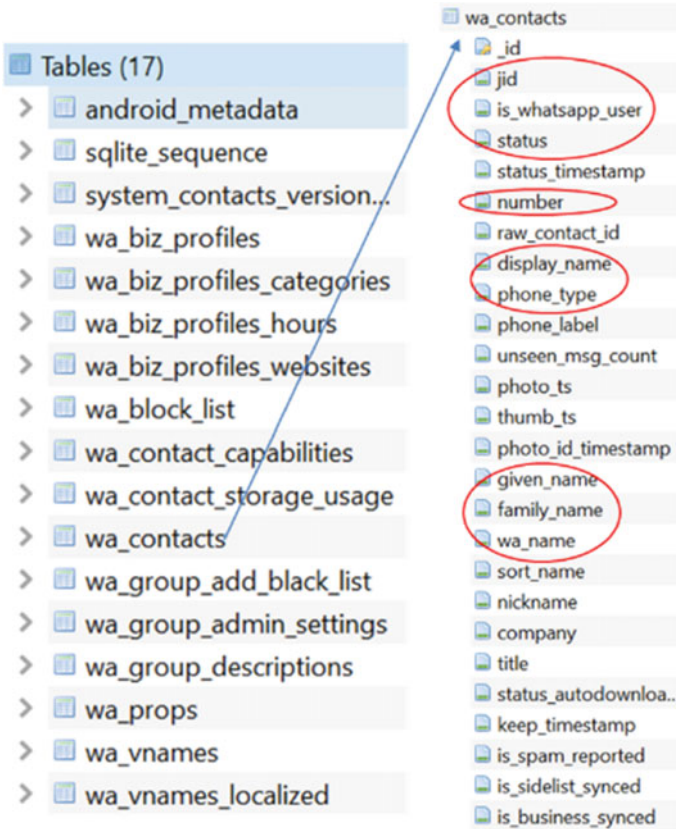 Tables (17)
android_metadata
sqlite_sequence
system_contacts_version...
wa_biz_profiles
wa_biz_profiles_categories
wa_biz_profiles_hours
wa_biz_profiles_websites
wa_block_list
wa_contact_capabilities
wa_contact_storage_usage
wa_contacts
wa_group_add_black_list
wa_group_admin_settings
wa_group_descriptions
wa_props
wa_vnames
wa_vnames_localized
wa_contacts
_id
jid
is_whatsapp_user
status
status_timestamp
number
raw_contact_id
display_name
phone_type
phone_label
unseen_msg_count
photo_ts
thumb_ts
photo_id_timestamp
given_name
family_name
wa_name
sort_name
nickname
company
title
status_autodownloa..
keep_timestamp
is_spam_reported
is_sidelist_synced
is_business_synced